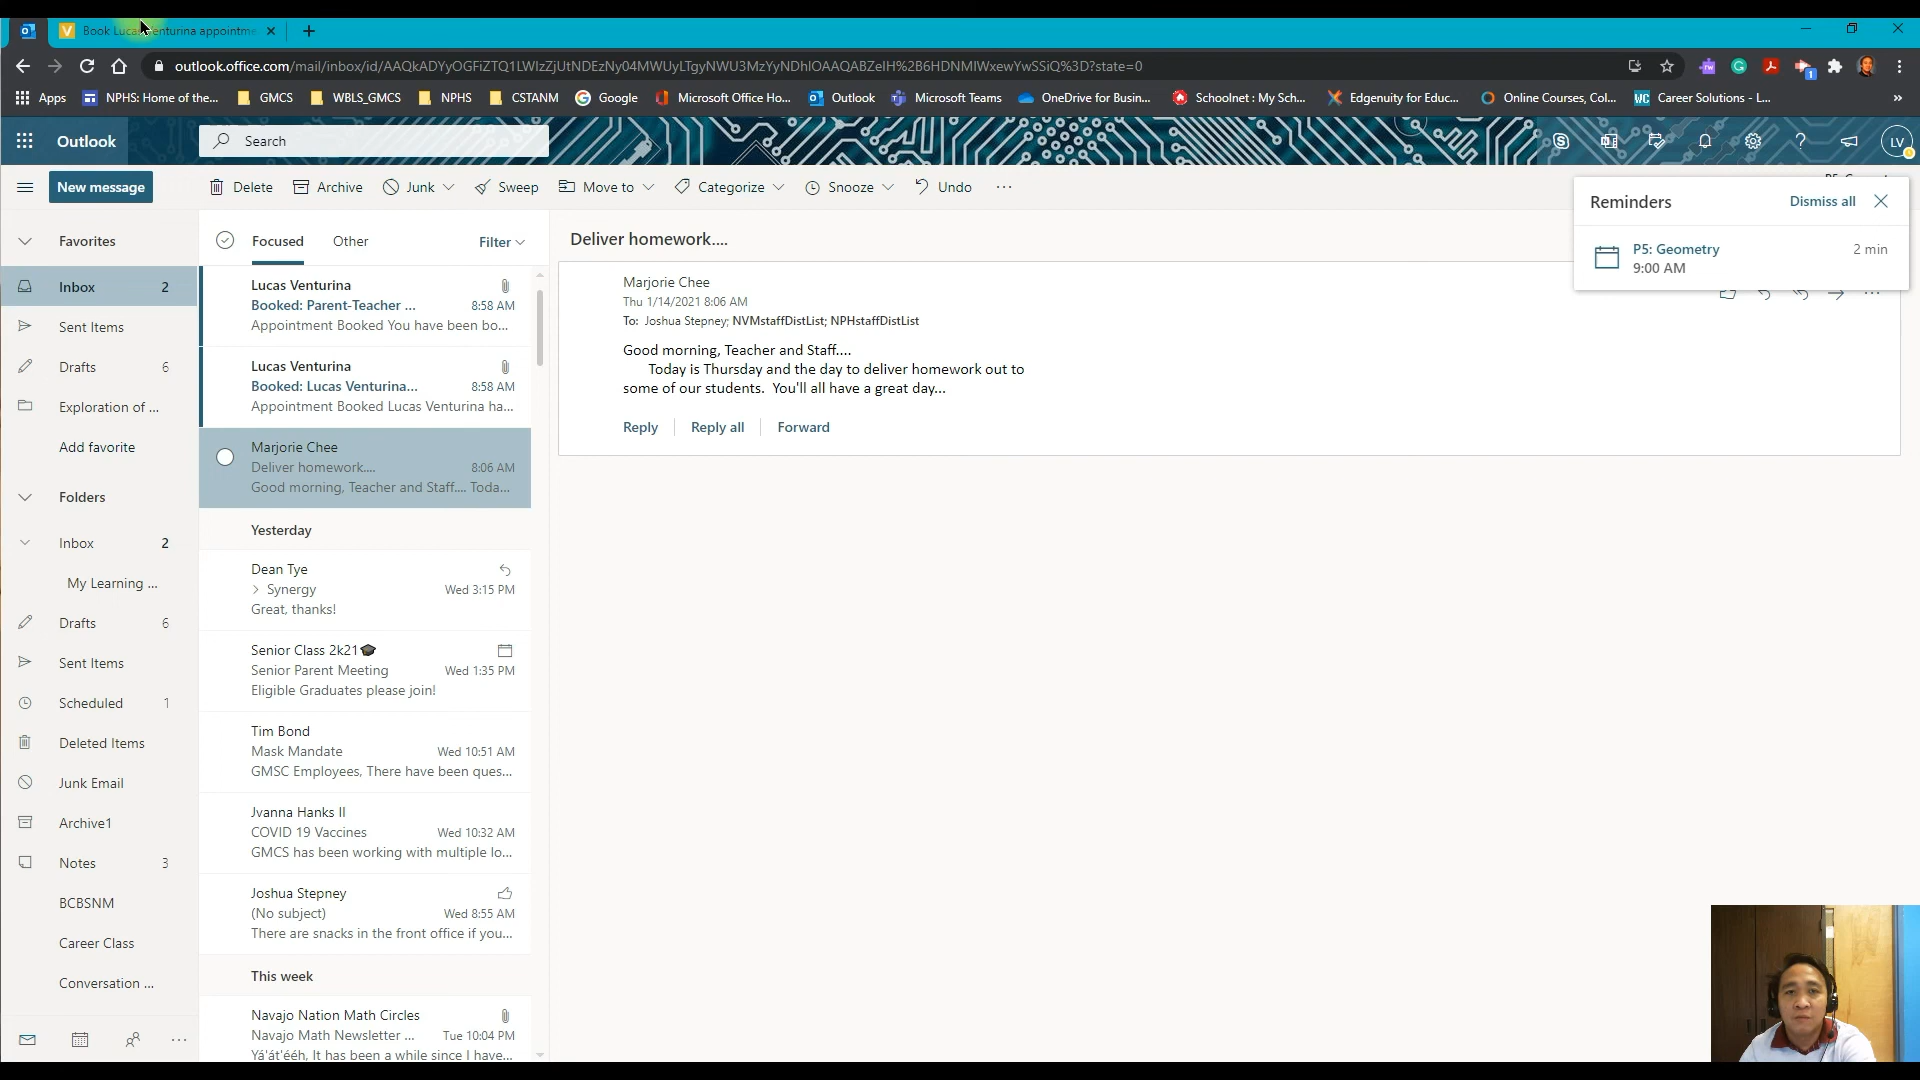 Book Lucas Venturina appointme
outlook.office.com/mail/inbox/id/AAQkADYyOGFiZTQ1LWIzZjUtNDEzNy04MWUyLTgyNWU3MzYyNDhlOAAQABZeIH%2B6HDNMIWxewYwSSiQ%3D?state=0
Apps NPHS: Home of the... GMCS WBLS_GMCS NPHS CSTANM Google Microsoft Office Ho... Outlook Microsoft Teams OneDrive for Busin... Schoolnet : My Sch... Edgenuity for Educ... Online Courses, Col... WC Career Solutions - L... »
Outlook Search LV
New message Delete Archive Junk Sweep Move to Categorize Snooze Undo ...
Reminders Dismiss all
P5: Geometry 2 min
9:00 AM
Favorites
Inbox 2
Sent Items
Drafts 6
Exploration of ...
Add favorite
Folders
Inbox 2
My Learning ...
Drafts 6
Sent Items
Scheduled 1
Deleted Items
Junk Email
Archive1
Notes 3
BCBSNM
Career Class
Conversation ...
Focused Other Filter
Lucas Venturina
Booked: Parent-Teacher ... 8:58 AM
Appointment Booked You have been bo...
Lucas Venturina
Booked: Lucas Venturina... 8:58 AM
Appointment Booked Lucas Venturina ha...
Marjorie Chee
Deliver homework.... 8:06 AM
Good morning, Teacher and Staff.... Toda...
Yesterday
Dean Tye
> Synergy Wed 3:15 PM
Great, thanks!
Senior Class 2k21🎓
Senior Parent Meeting Wed 1:35 PM
Eligible Graduates please join!
Tim Bond
Mask Mandate Wed 10:51 AM
GMSC Employees, There have been ques...
Jvanna Hanks II
COVID 19 Vaccines Wed 10:32 AM
GMCS has been working with multiple lo...
Joshua Stepney
(No subject) Wed 8:55 AM
There are snacks in the front office if you...
This week
Navajo Nation Math Circles
Navajo Math Newsletter ... Tue 10:04 PM
Yá'át'ééh, It has been a while since I have...
Deliver homework....
Marjorie Chee
Thu 1/14/2021 8:06 AM
To: Joshua Stepney; NVMstaffDistList; NPHstaffDistList
Good morning, Teacher and Staff....
Today is Thursday and the day to deliver homework out to
some of our students. You'll all have a great day...
Reply Reply all Forward